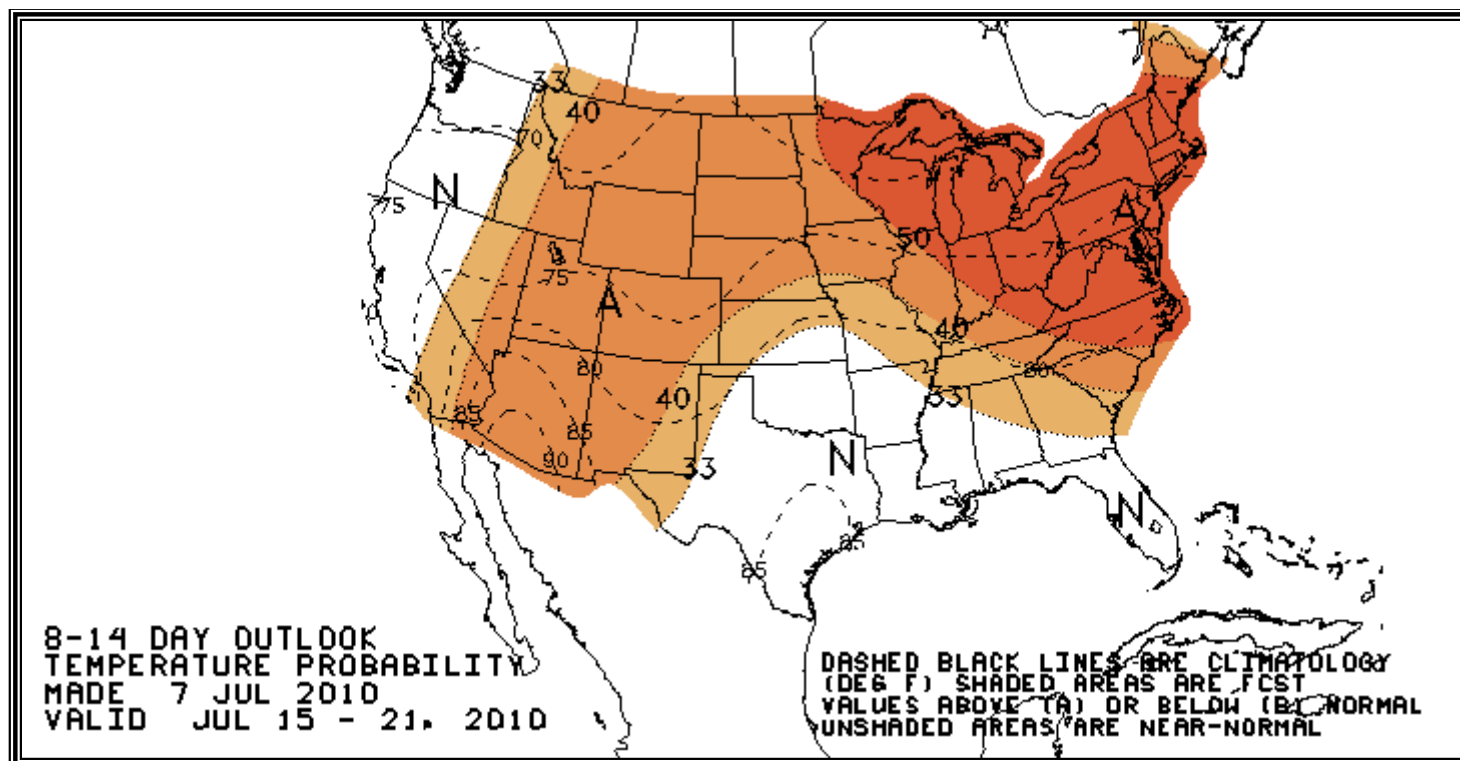 33
40
70
N
75
A
50
75
75
A
40
80
80
33
40
85
85
90
33
N
N
85
85
8-14 DAY OUTLOOK
TEMPERATURE PROBABILITY
MADE 7 JUL 2010
VALID JUL 15 - 21, 2010
DASHED BLACK LINES ARE CLIMATOLOGY
(DEG F) SHADED AREAS ARE FCST
VALUES ABOVE (A) OR BELOW (B) NORMAL
UNSHADED AREAS ARE NEAR-NORMAL